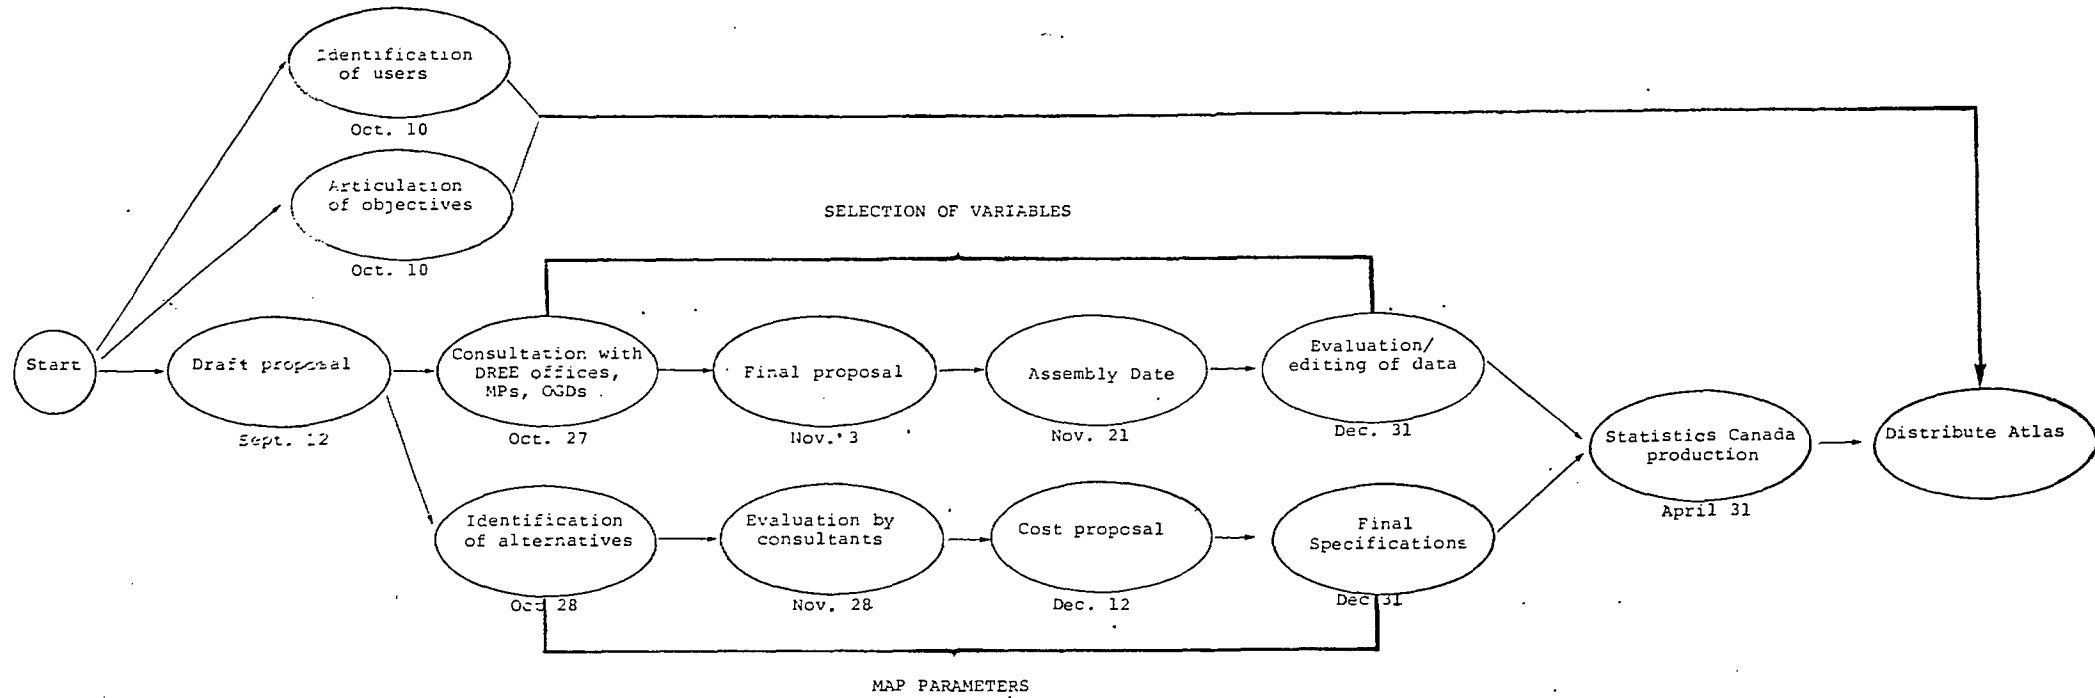 Identification
of users
Oct. 10
Articulation
of objectives
Oct. 10
SELECTION OF VARIABLES
Start
Draft proposal
Sept. 12
Consultation with
DREE offices,
MPs, OGDs
Oct. 27
Final proposal
Nov. 3
Assembly Date
Nov. 21
Evaluation/
editing of data
Dec. 31
Statistics Canada
production
April 31
Distribute Atlas
Identification
of alternatives
Oct 28
Evaluation by
consultants
Nov. 28
Cost proposal
Dec. 12
Final
Specifications
Dec 31
MAP PARAMETERS